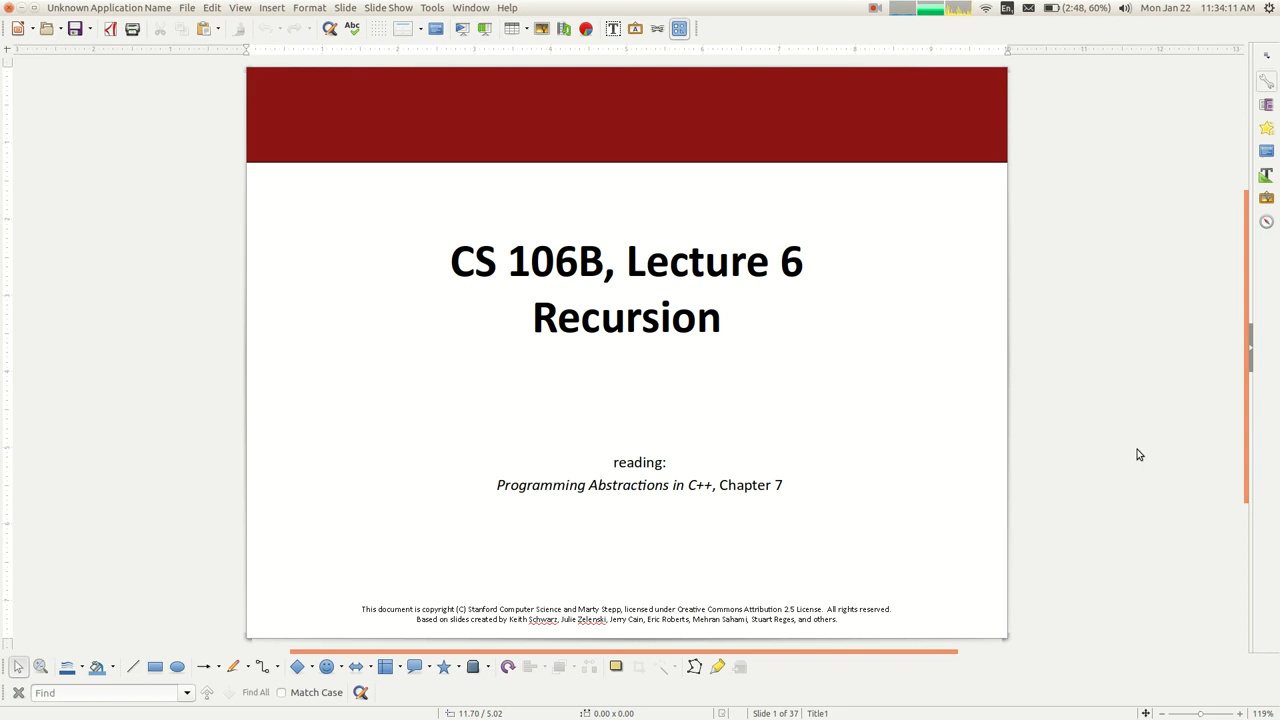 Unknown Application Name File Edit View Insert Format Slide Slide Show Tools Window Help
En (2:48, 60%) Mon Jan 22 11:34:11 AM
CS 106B, Lecture 6
Recursion
reading:
Programming Abstractions in C++, Chapter 7
This document is copyright (C) Stanford Computer Science and Marty Stepp, licensed under Creative Commons Attribution 2.5 License. All rights reserved.
Based on slides created by Keith Schwarz, Julie Zelenski, Jerry Cain, Eric Roberts, Mehran Sahami, Stuart Reges, and others.
Find Find All Match Case
11.70 / 5.02 0.00 x 0.00 Slide 1 of 37 Title1 119%